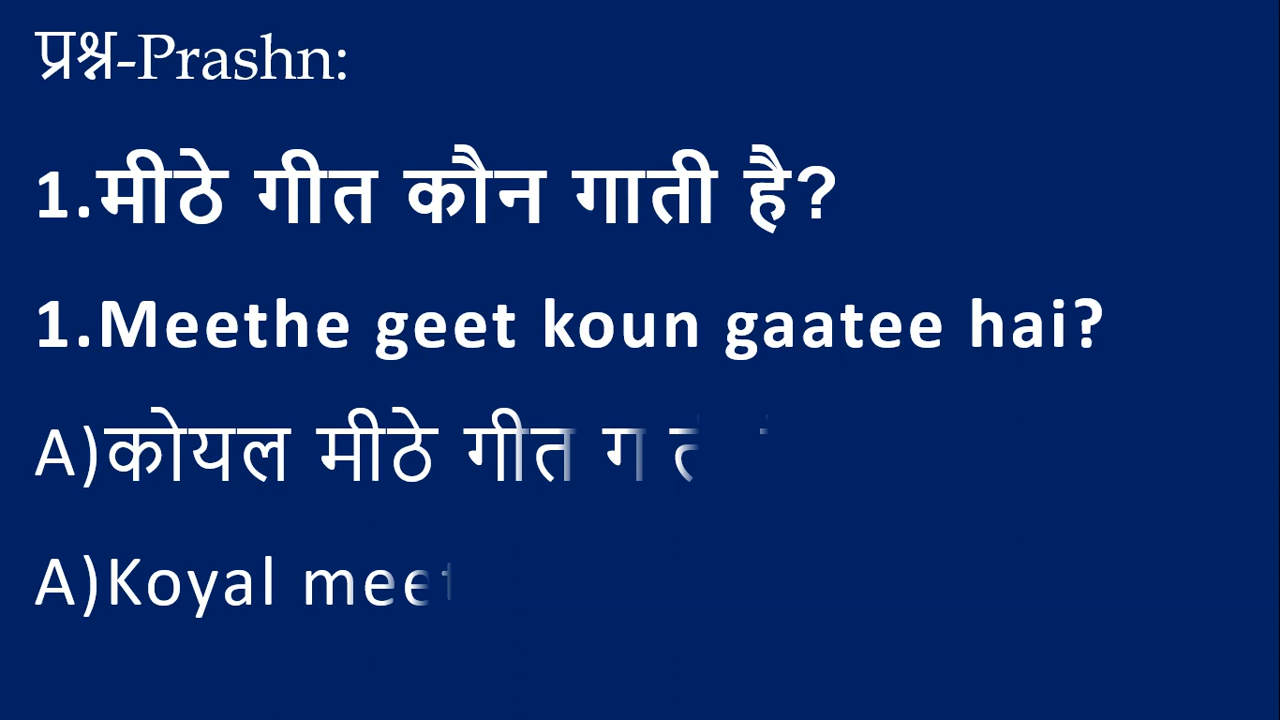 प्रश्न-Prashn:
1.मीठे गीत कौन गाती है?
1.Meethe geet koun gaatee hai?
A)कोयल मीठे गीत
A)Koyal